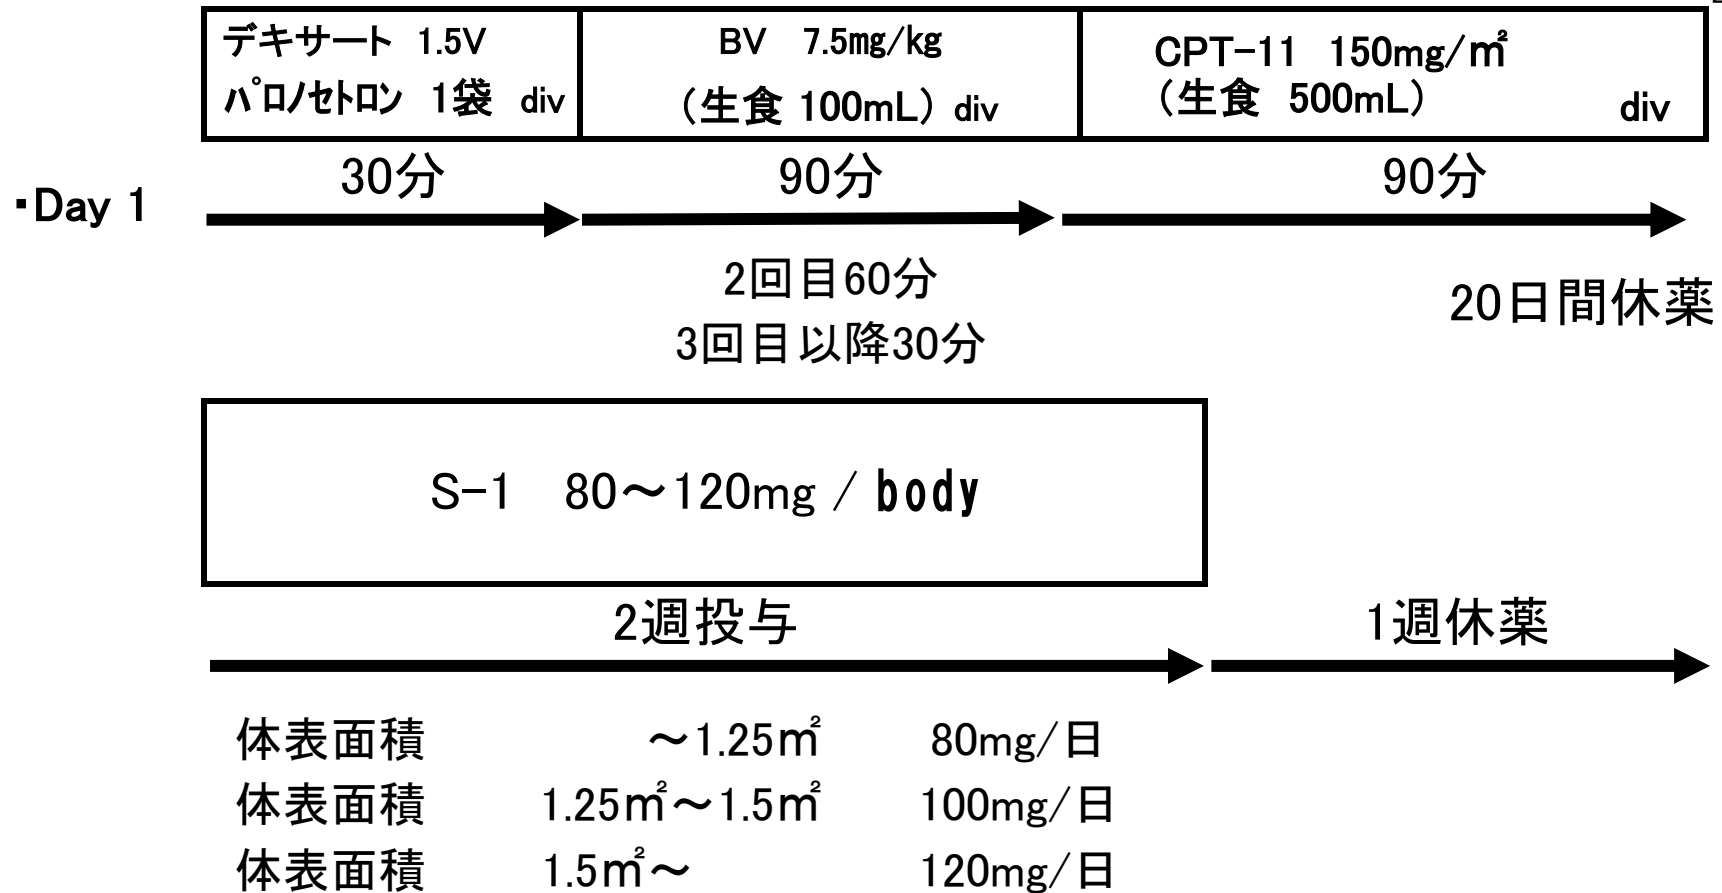 デキサート 1.5V
パロノセトロン 1袋 div
BV 7.5mg/kg
(生食 100mL) div
CPT-11 150mg/㎡
(生食 500mL) div
30分
90分
90分
・Day 1
2回目60分
3回目以降30分
20日間休薬
S-1 80～120mg / body
2週投与
1週休薬
体表面積 ～1.25㎡ 80mg/日
体表面積 1.25㎡～1.5㎡ 100mg/日
体表面積 1.5㎡～ 120mg/日